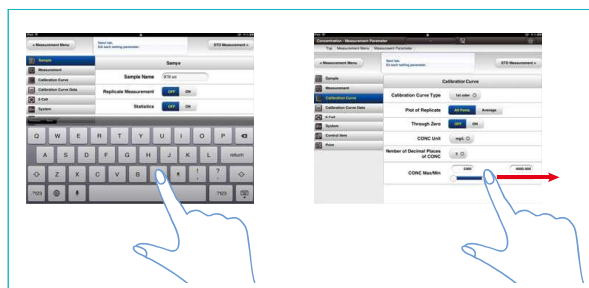 < Measurement Menu
Select tab.
Edit each setting parameter.
STD Measurement >
Sample
Sample
Measurement
Calibration Curve
Calibration Curve Data
System
Sample Name
Replicate Measurement
OFF
ON
Statistics
OFF
ON
Q W E R T Y U I O P
A S D F G H J K L return
Z X C V B
! , ? .
.?123
.?123
Concentration - Measurement Parameter
Top
Measurement Menu
Measurement Parameter
< Measurement Menu
Select tab.
Edit each setting parameter.
STD Measurement >
Sample
Measurement
Calibration Curve
Calibration Curve Data
System
Control Item
Print
Calibration Curve
Calibration Curve Type
1st order
Plot of Replicate
All Points
Average
Through Zero
OFF
ON
CONC Unit
mg/L
Number of Decimal Places
of CONC
3
CONC Max/Min